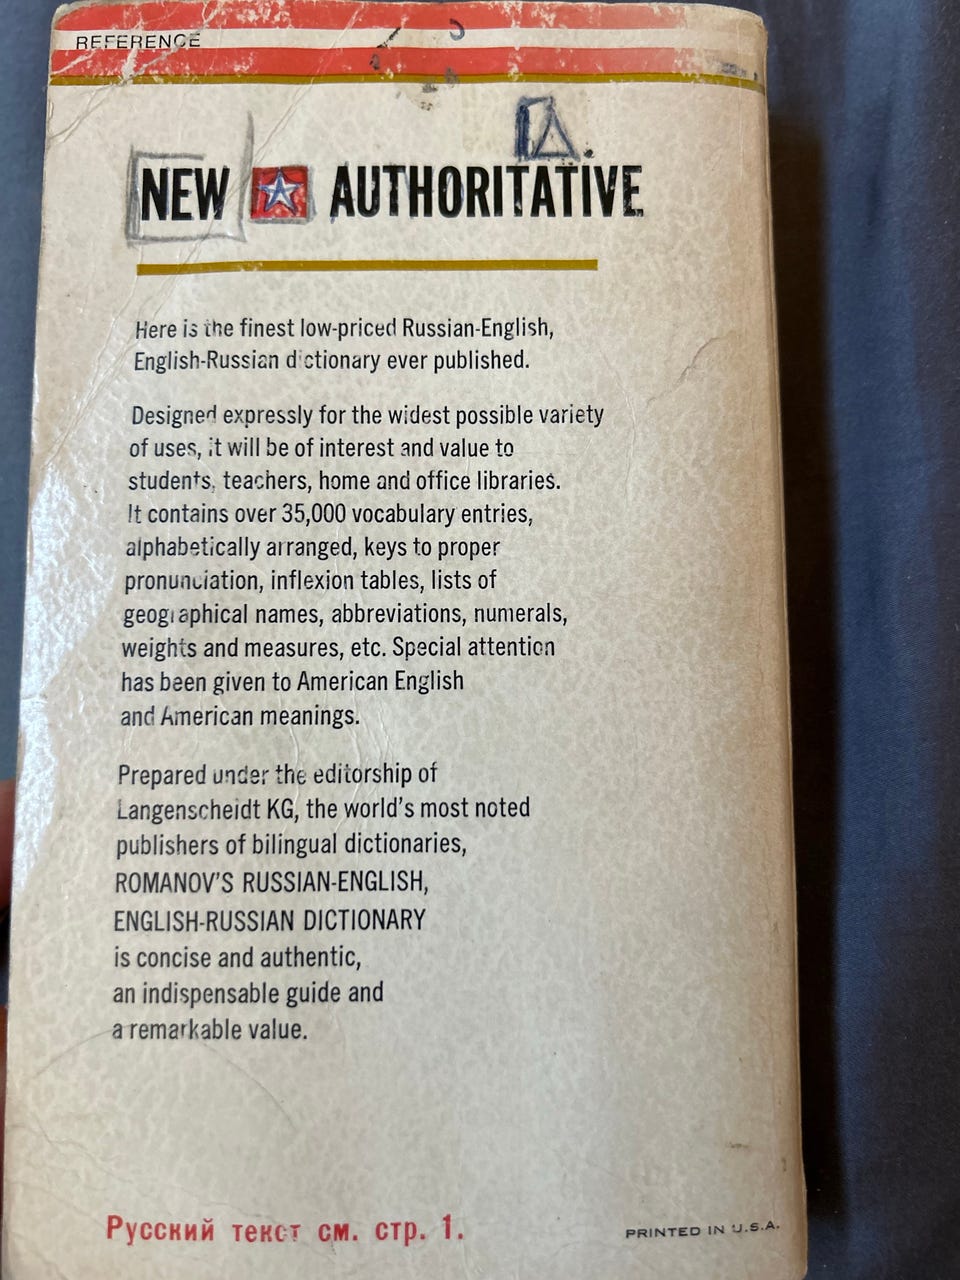 REFERENCE
NEW AUTHORITATIVE
Here is the finest low-priced Russian-English,
English-Russian dictionary ever published.
Designed expressly for the widest possible variety
of uses, it will be of interest and value to
students, teachers, home and office libraries.
It contains over 35,000 vocabulary entries,
alphabetically arranged, keys to proper
pronunciation, inflexion tables, lists of
geographical names, abbreviations, numerals,
weights and measures, etc. Special attention
has been given to American English
and American meanings.
Prepared under the editorship of
Langenscheidt KG, the world's most noted
publishers of bilingual dictionaries,
ROMANOV'S RUSSIAN-ENGLISH,
ENGLISH-RUSSIAN DICTIONARY
is concise and authentic,
an indispensable guide and
a remarkable value.
Русский текст см. стр. 1.
PRINTED IN U.S.A.